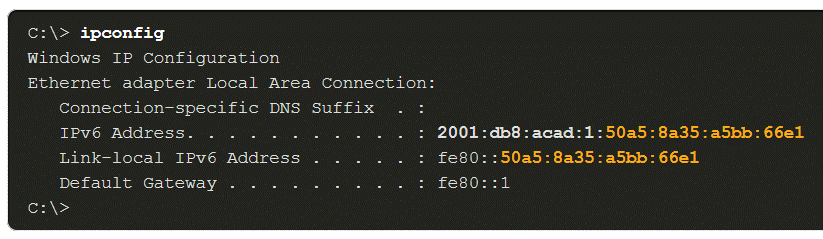 C:\> ipconfig
Windows IP Configuration
Ethernet adapter Local Area Connection:
   Connection-specific DNS Suffix  . :
   IPv6 Address. . . . . . . . . . . : 2001:db8:acad:1:50a5:8a35:a5bb:66e1
   Link-local IPv6 Address . . . . . : fe80::50a5:8a35:a5bb:66e1
   Default Gateway . . . . . . . . . : fe80::1
C:\>